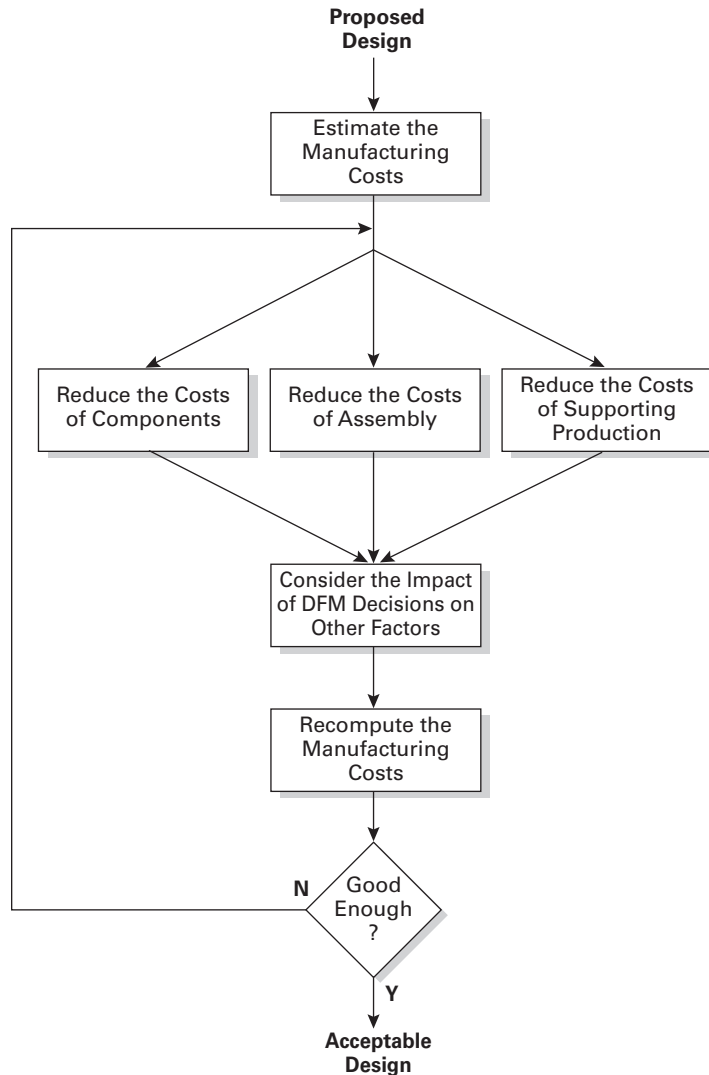 Proposed
Design
Estimate the
Manufacturing
Costs
Reduce the Costs
of Components
Reduce the Costs
of Assembly
Reduce the Costs
of Supporting
Production
Consider the Impact
of DFM Decisions on
Other Factors
Recompute the
Manufacturing
Costs
N
Good
Enough
?
Y
Acceptable
Design